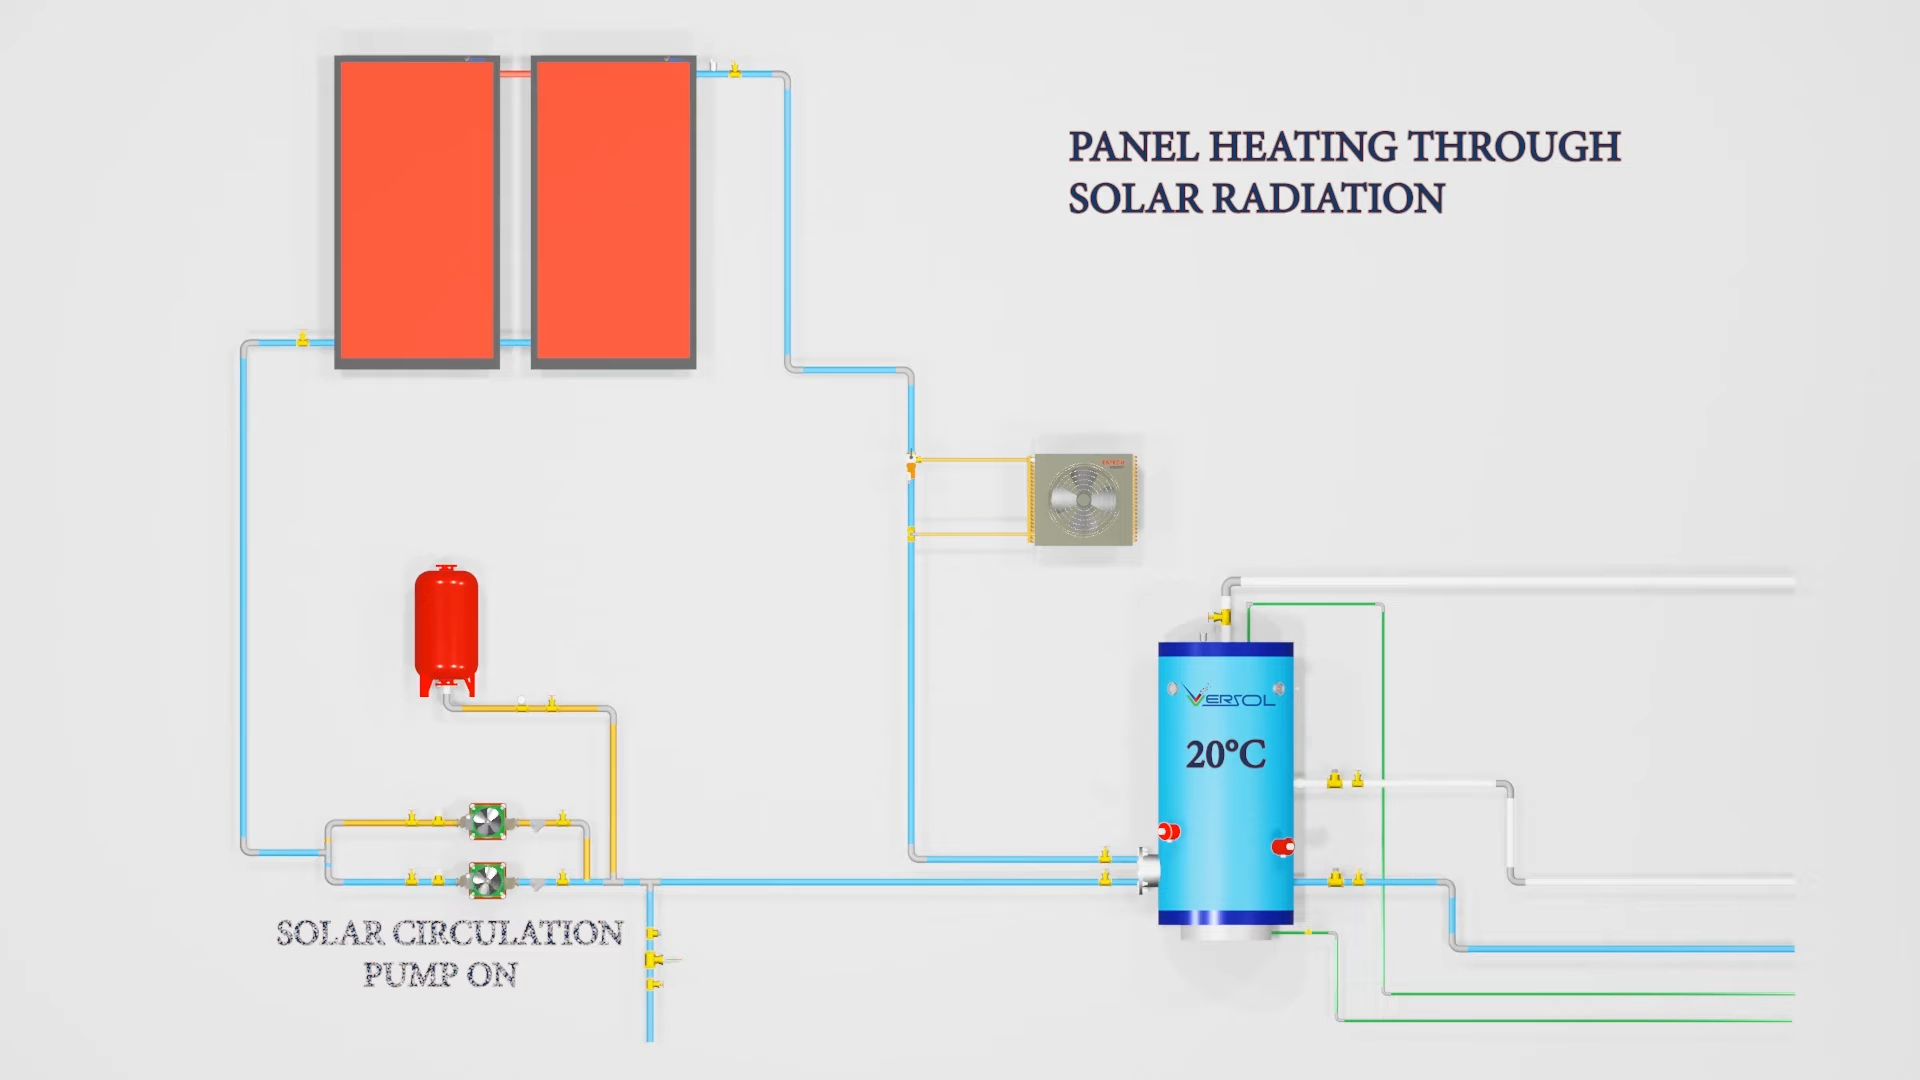 PANEL HEATING THROUGH
SOLAR RADIATION
VERSOL
20°C
SOLAR CIRCULATION
PUMP ON